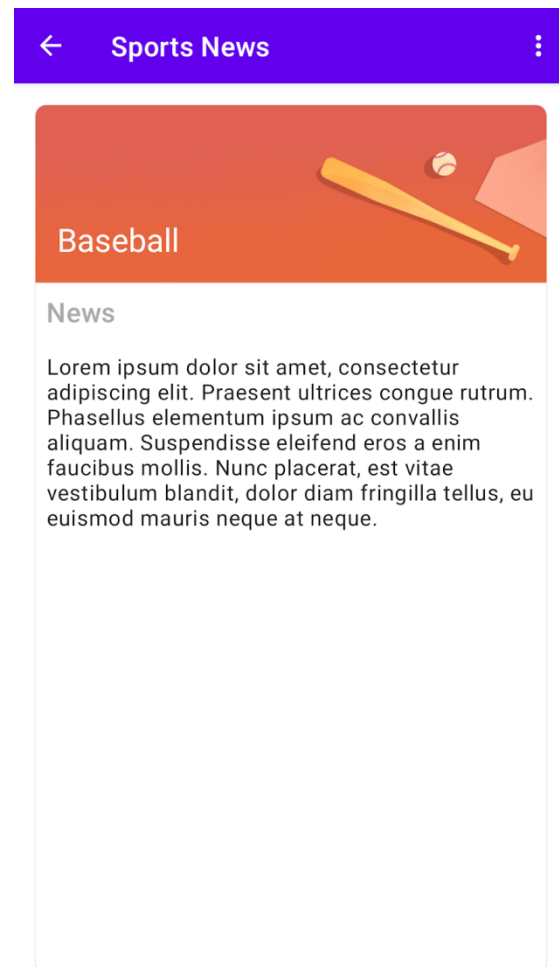 Sports News
Baseball
News
Lorem ipsum dolor sit amet, consectetur
adipiscing elit. Praesent ultrices congue rutrum.
Phasellus elementum ipsum ac convallis
aliquam. Suspendisse eleifend eros a enim
faucibus mollis. Nunc placerat, est vitae
vestibulum blandit, dolor diam fringilla tellus, eu
euismod mauris neque at neque.